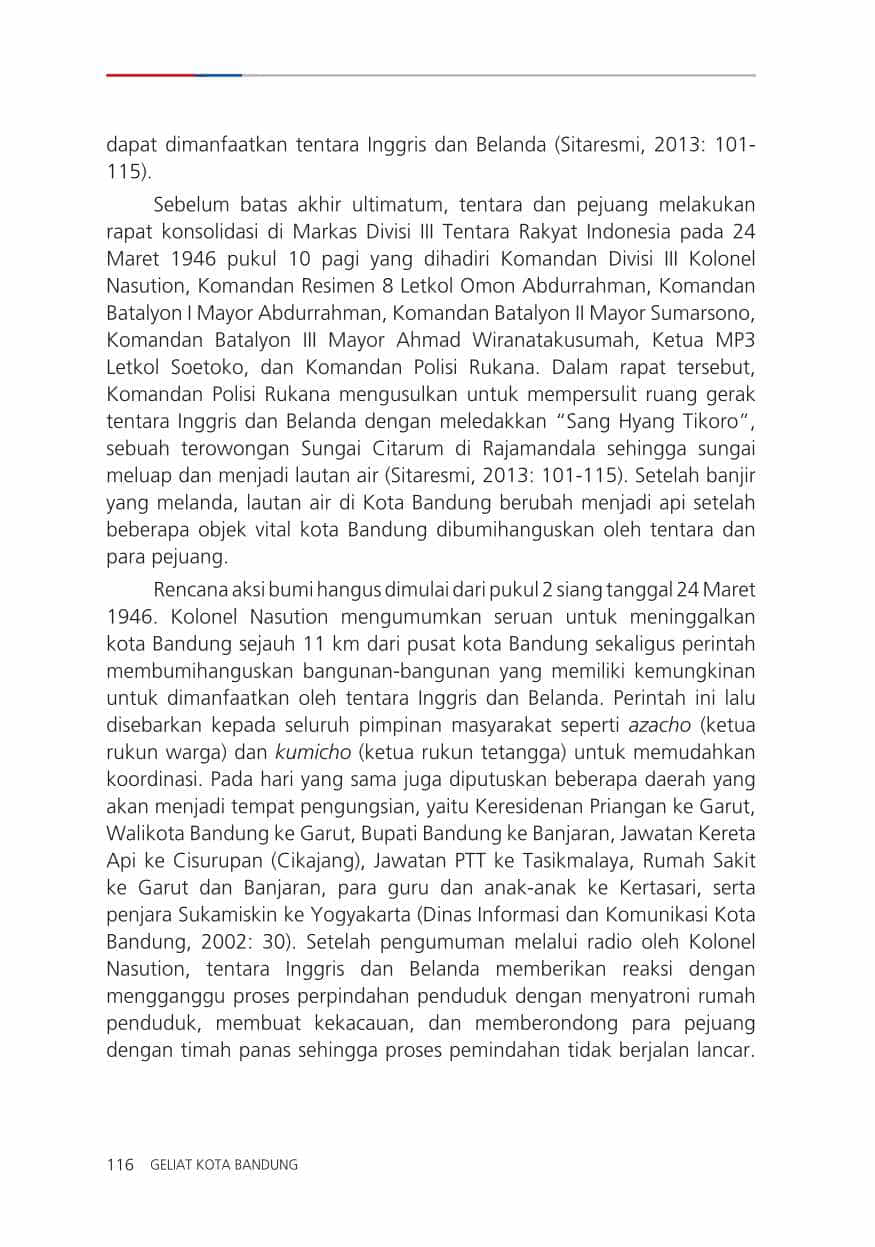 dapat dimanfaatkan tentara Inggris dan Belanda (Sitaresmi, 2013: 101-
115).
Sebelum batas akhir ultimatum, tentara dan pejuang melakukan
rapat konsolidasi di Markas Divisi III Tentara Rakyat Indonesia pada 24
Maret 1946 pukul 10 pagi yang dihadiri Komandan Divisi III Kolonel
Nasution, Komandan Resimen 8 Letkol Omon Abdurrahman, Komandan
Batalyon I Mayor Abdurrahman, Komandan Batalyon II Mayor Sumarsono,
Komandan Batalyon III Mayor Ahmad Wiranatakusumah, Ketua MP3
Letkol Soetoko, dan Komandan Polisi Rukana. Dalam rapat tersebut,
Komandan Polisi Rukana mengusulkan untuk mempersulit ruang gerak
tentara Inggris dan Belanda dengan meledakkan “Sang Hyang Tikoro”,
sebuah terowongan Sungai Citarum di Rajamandala sehingga sungai
meluap dan menjadi lautan air (Sitaresmi, 2013: 101-115). Setelah banjir
yang melanda, lautan air di Kota Bandung berubah menjadi api setelah
beberapa objek vital kota Bandung dibumihanguskan oleh tentara dan
para pejuang.
Rencana aksi bumi hangus dimulai dari pukul 2 siang tanggal 24 Maret
1946. Kolonel Nasution mengumumkan seruan untuk meninggalkan
kota Bandung sejauh 11 km dari pusat kota Bandung sekaligus perintah
membumihanguskan bangunan-bangunan yang memiliki kemungkinan
untuk dimanfaatkan oleh tentara Inggris dan Belanda. Perintah ini lalu
disebarkan kepada seluruh pimpinan masyarakat seperti azacho (ketua
rukun warga) dan kumicho (ketua rukun tetangga) untuk memudahkan
koordinasi. Pada hari yang sama juga diputuskan beberapa daerah yang
akan menjadi tempat pengungsian, yaitu Keresidenan Priangan ke Garut,
Walikota Bandung ke Garut, Bupati Bandung ke Banjaran, Jawatan Kereta
Api ke Cisurupan (Cikajang), Jawatan PTT ke Tasikmalaya, Rumah Sakit
ke Garut dan Banjaran, para guru dan anak-anak ke Kertasari, serta
penjara Sukamiskin ke Yogyakarta (Dinas Informasi dan Komunikasi Kota
Bandung, 2002: 30). Setelah pengumuman melalui radio oleh Kolonel
Nasution, tentara Inggris dan Belanda memberikan reaksi dengan
mengganggu proses perpindahan penduduk dengan menyatroni rumah
penduduk, membuat kekacauan, dan memberondong para pejuang
dengan timah panas sehingga proses pemindahan tidak berjalan lancar.
116 GELIAT KOTA BANDUNG